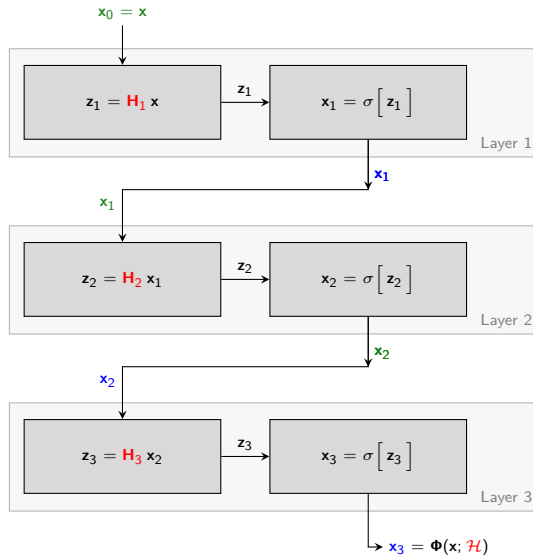 x₀ = x
z₁ = H₁ x
z₁
x₁ = σ[ z₁ ]
Layer 1
x₁
x₁
z₂ = H₂ x₁
z₂
x₂ = σ[ z₂ ]
Layer 2
x₂
x₂
z₃ = H₃ x₂
z₃
x₃ = σ[ z₃ ]
Layer 3
x₃ = Φ(x; ℋ)